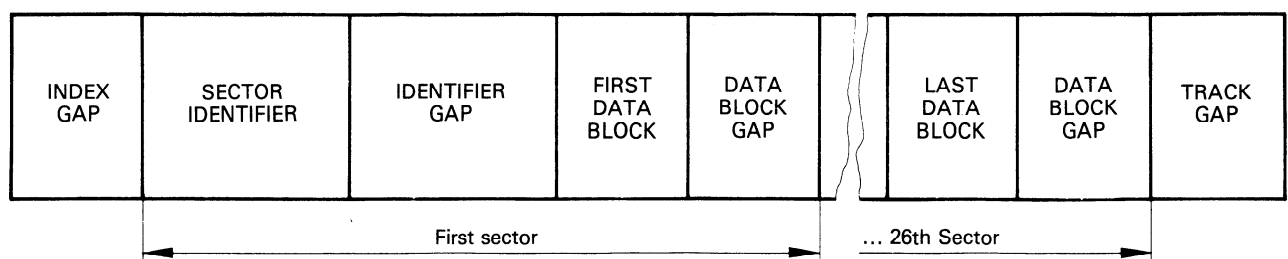 INDEX
GAP
SECTOR
IDENTIFIER
IDENTIFIER
GAP
FIRST
DATA
BLOCK
DATA
BLOCK
GAP
LAST
DATA
BLOCK
DATA
BLOCK
GAP
TRACK
GAP
First sector
... 26th Sector